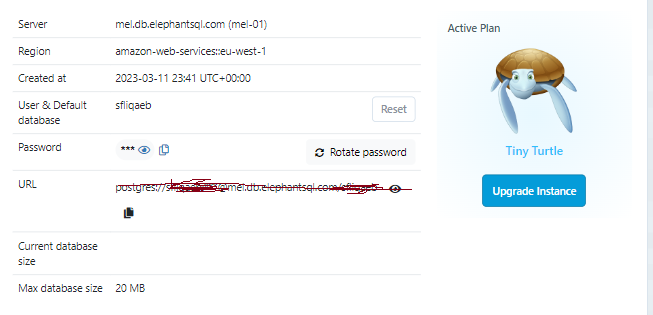 Server mel.db.elephantsql.com (mel-01)
Active Plan
Region amazon-web-services::eu-west-1
Created at 2023-03-11 23:41 UTC+00:00
User & Default
database
sfliqaeb
Reset
Password *** Rotate password
Tiny Turtle
URL postgres:// mel.db.elephantsql.com/
Upgrade Instance
Current database
size
Max database size 20 MB